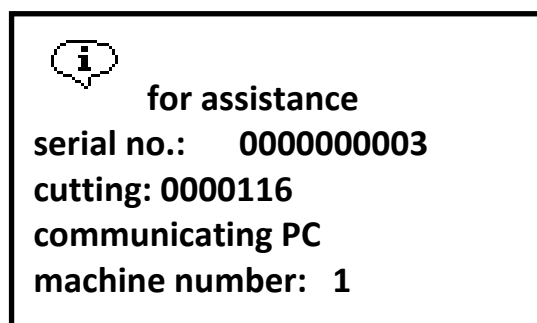 i
for assistance
serial no.: 0000000003
cutting: 0000116
communicating PC
machine number: 1